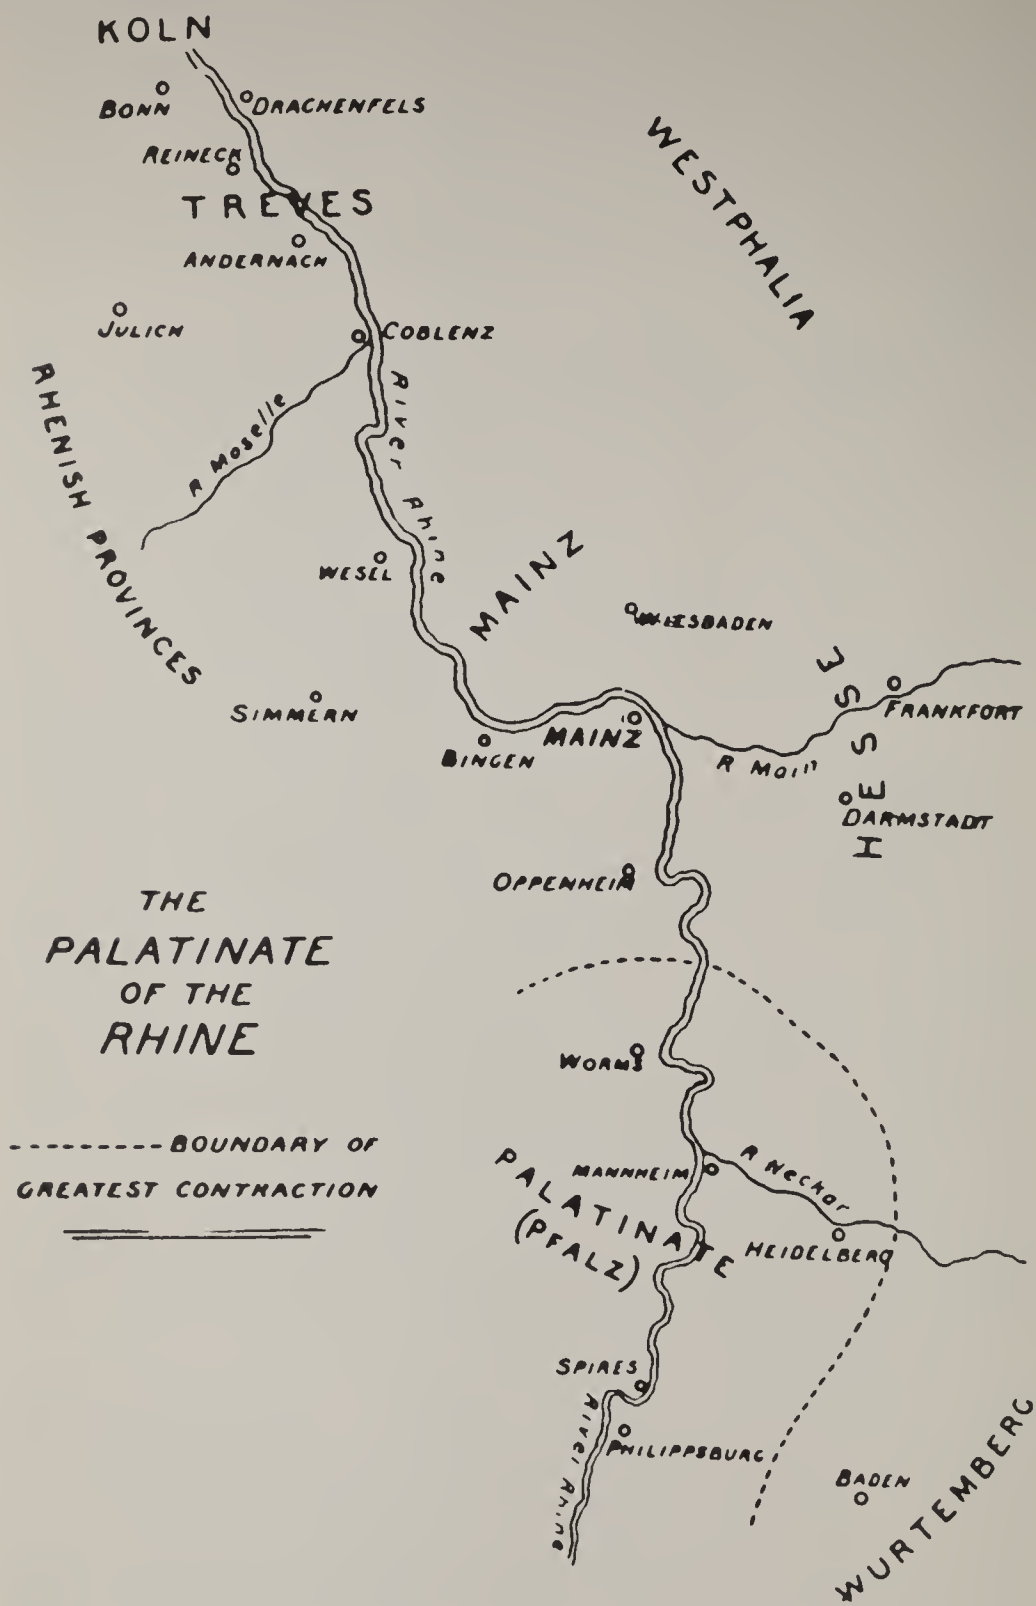 KOLN
BONN
DRACHENFELS
REINECK
TREVES
ANDERNACH
WESTPHALIA
JULICH
COBLENZ
RHENISH PROVINCES
R Moselle
River Rhine
WESEL
MAINZ
WIESBADEN
HESSE
FRANKFORT
SIMMERN
BINGEN
MAINZ
R Main
DARMSTADT
OPPENHEIM
THE
PALATINATE
OF THE
RHINE
WORMS
BOUNDARY OF
GREATEST CONTRACTION
PALATINATE
(PFALZ)
MANNHEIM
R Neckar
HEIDELBERG
SPIRES
River Rhine
PHILIPPSBURG
BADEN
WURTEMBERG